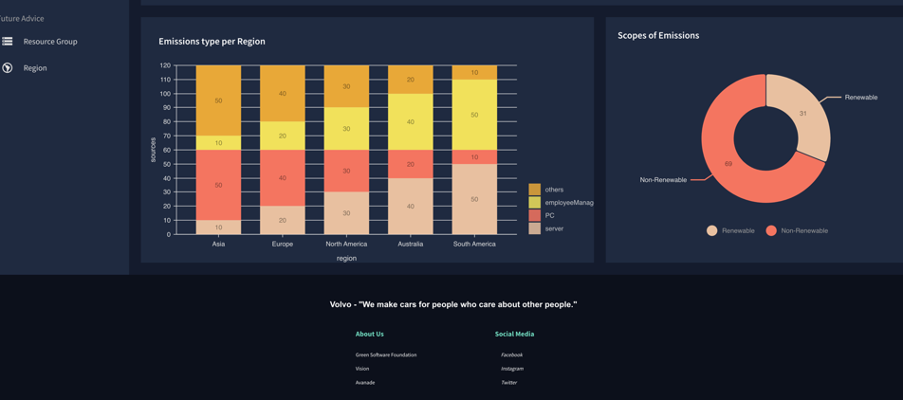 uture Advice
Resource Group
Region
Emissions type per Region
120
110
100
90
80
70
60
50
40
30
20
10
0
sources
50 40 30 20 10
10 20 30 40 50
50 40 30 20 10
10 20 30 40 50
Asia Europe North America Australia South America
region
others
employeeManag
PC
server
Scopes of Emissions
Renewable
31
69
Non-Renewable
Renewable Non-Renewable
Volvo - "We make cars for people who care about other people."
About Us
Green Software Foundation
Vision
Avanade
Social Media
Facebook
Instagram
Twitter